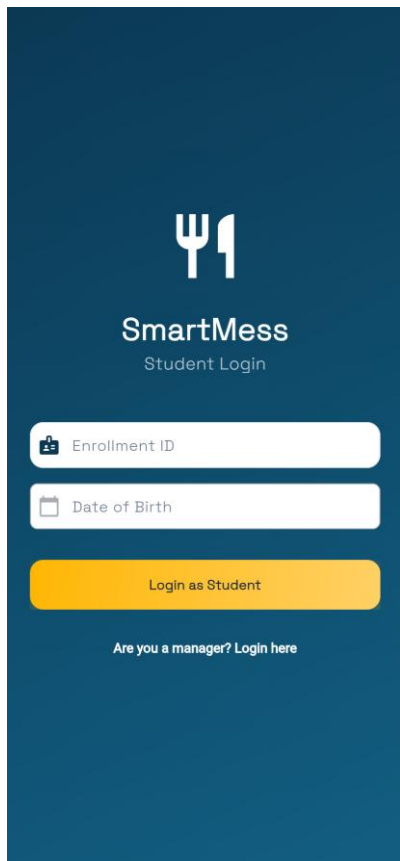 SmartMess
Student Login
Enrollment ID
Date of Birth
Login as Student
Are you a manager? Login here